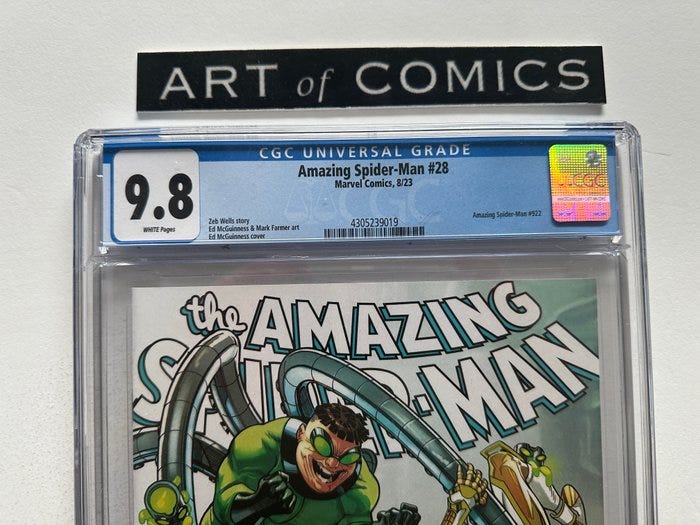 ART of COMICS
CGC UNIVERSAL GRADE
Amazing Spider-Man #28
Marvel Comics, 8/23
9.8
WHITE Pages
Zeb Wells story
Ed McGuinness & Mark Farmer art
Ed McGuinness cover
4305239019
Amazing Spider-Man #922
CGC
the AMAZING
SPIDER-MAN